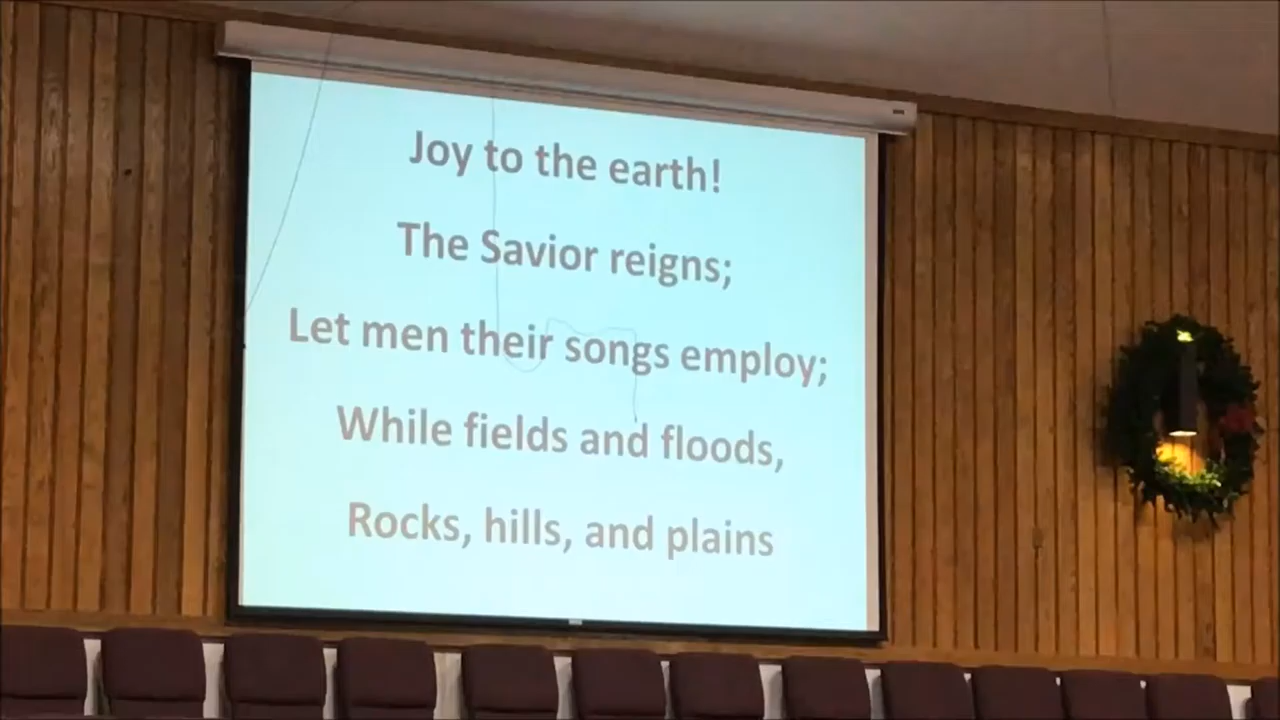 Joy to the earth!
The Savior reigns;
Let men their songs employ;
While fields and floods,
Rocks, hills, and plains